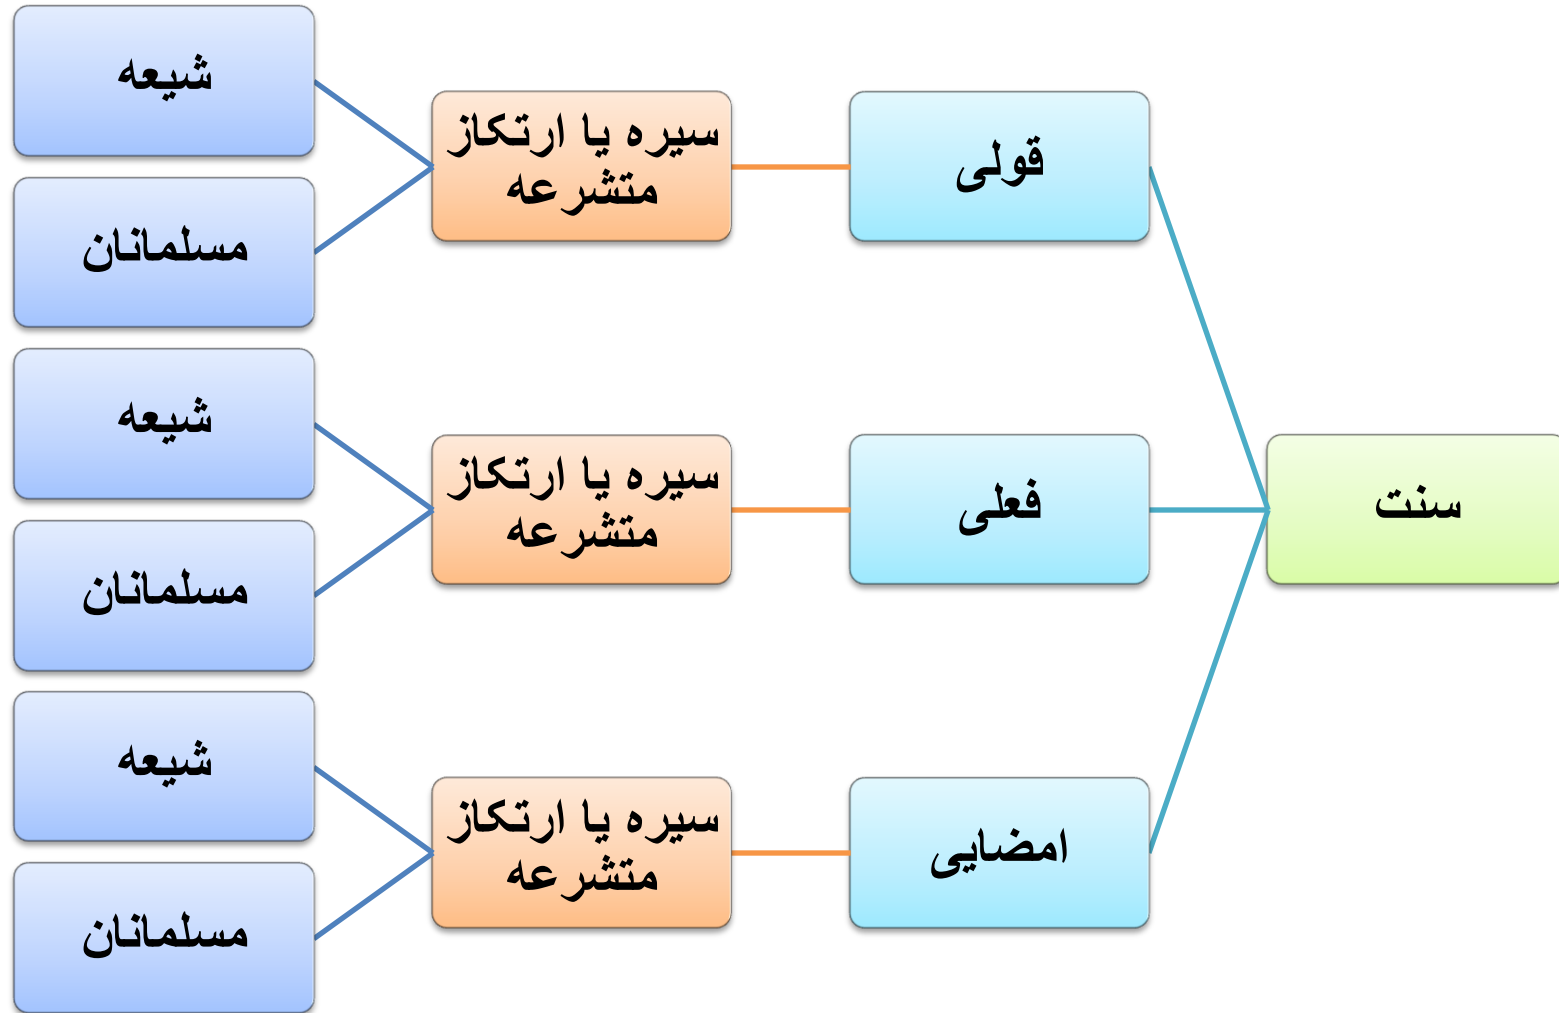 سنت
قولی
سیره یا ارتکاز
متشرعه
شیعه
مسلمانان
فعلی
سیره یا ارتکاز
متشرعه
شیعه
مسلمانان
امضایی
سیره یا ارتکاز
متشرعه
شیعه
مسلمانان